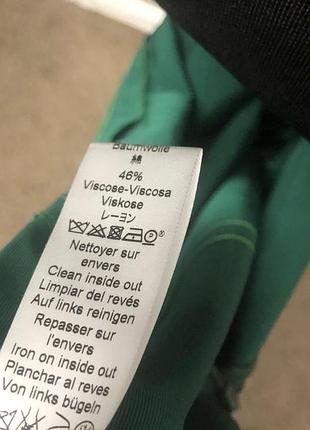 Baumwolle
綿
46%
Viscose-Viscosa
Viskose
レーヨン
P
Nettoyer sur
envers
Clean inside out
Limpiar del revés
Auf links reinigen
Repasser sur
l'envers
Iron on inside out
Planchar al reves
Von links bügeln